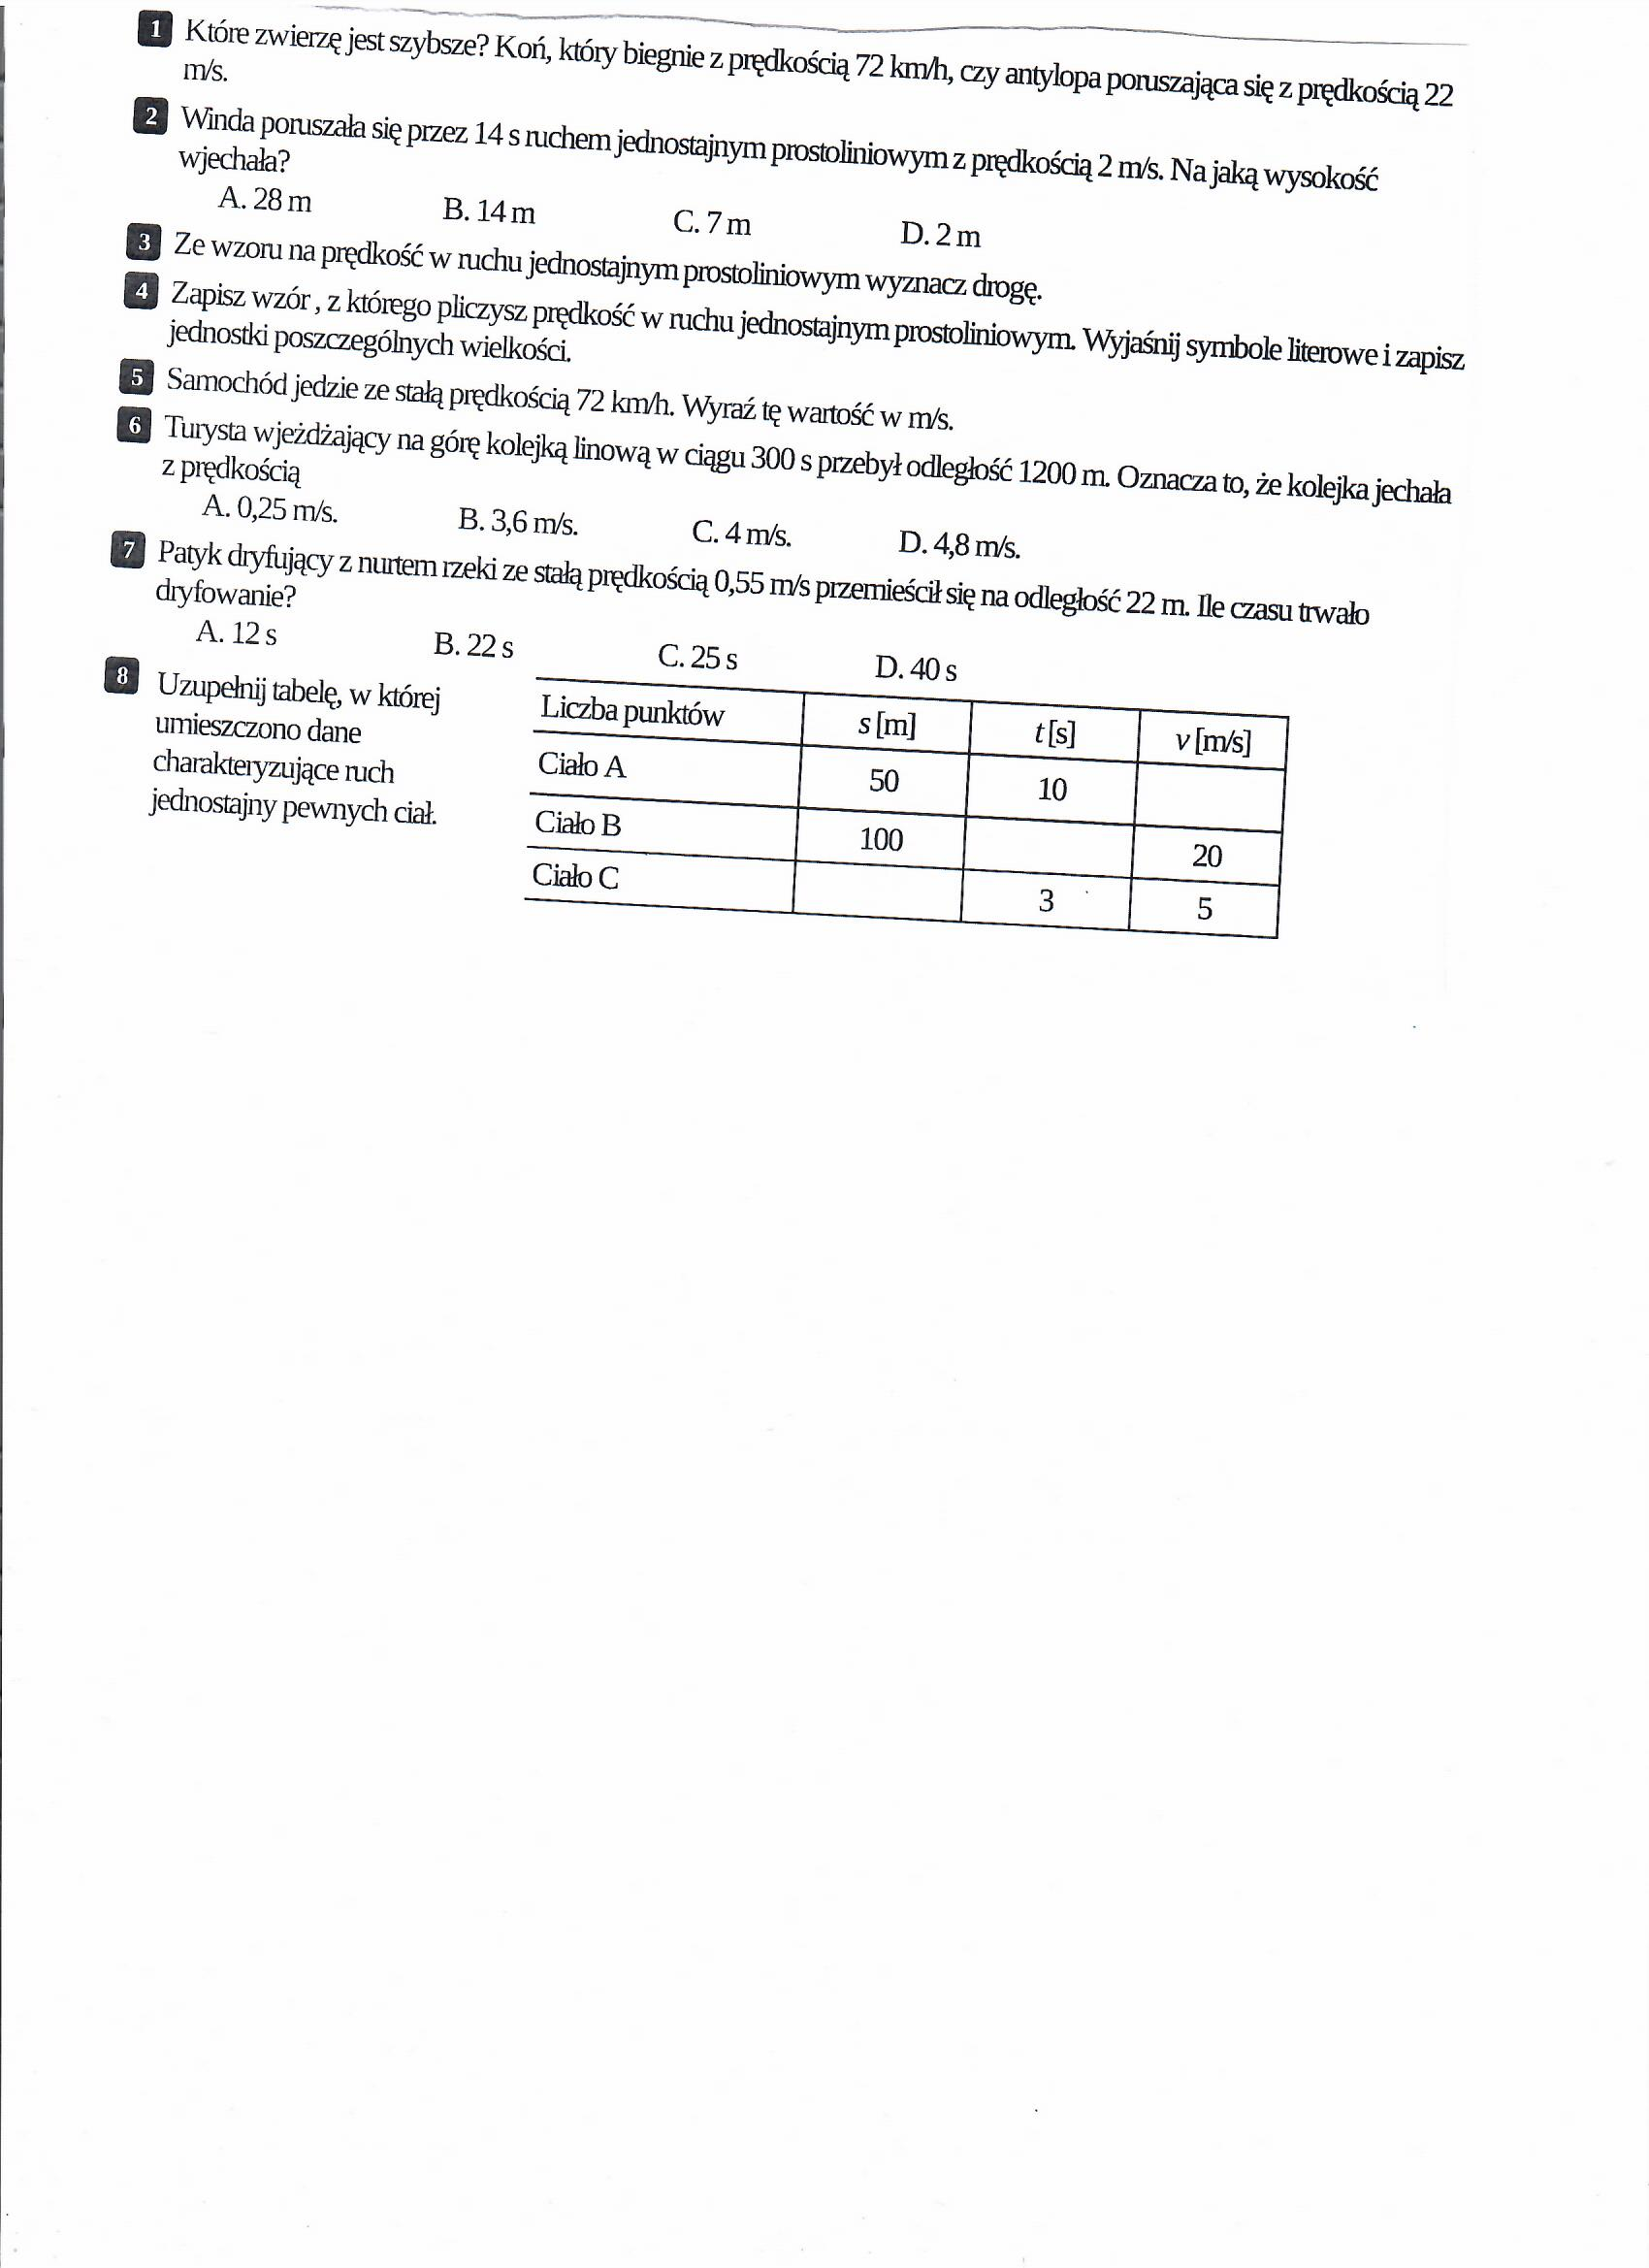 1 Które zwierzę jest szybsze? Koń, który biegnie z prędkością 72 km/h, czy antylopa poruszająca się z prędkością 22
m/s.
2 Winda poruszała się przez 14 s ruchem jednostajnym prostoliniowym z prędkością 2 m/s. Na jaką wysokość
wjechała?
A. 28 m B. 14 m C. 7 m D. 2 m
3 Ze wzoru na prędkość w ruchu jednostajnym prostoliniowym wyznacz drogę.
4 Zapisz wzór , z którego pliczysz prędkość w ruchu jednostajnym prostoliniowym. Wyjaśnij symbole literowe i zapisz
jednostki poszczególnych wielkości.
5 Samochód jedzie ze stałą prędkością 72 km/h. Wyraź tę wartość w m/s.
6 Turysta wjeżdżający na górę kolejką linową w ciągu 300 s przebył odległość 1200 m. Oznacza to, że kolejka jechała
z prędkością
A. 0,25 m/s. B. 3,6 m/s. C. 4 m/s. D. 4,8 m/s.
7 Patyk dryfujący z nurtem rzeki ze stałą prędkością 0,55 m/s przemieścił się na odległość 22 m. Ile czasu trwało
dryfowanie?
A. 12 s B. 22 s C. 25 s D. 40 s
8 Uzupełnij tabelę, w której
umieszczono dane
charakteryzujące ruch
jednostajny pewnych ciał.
Liczba punktów s [m] t [s] v [m/s]
Ciało A 50 10
Ciało B 100 20
Ciało C 3 5